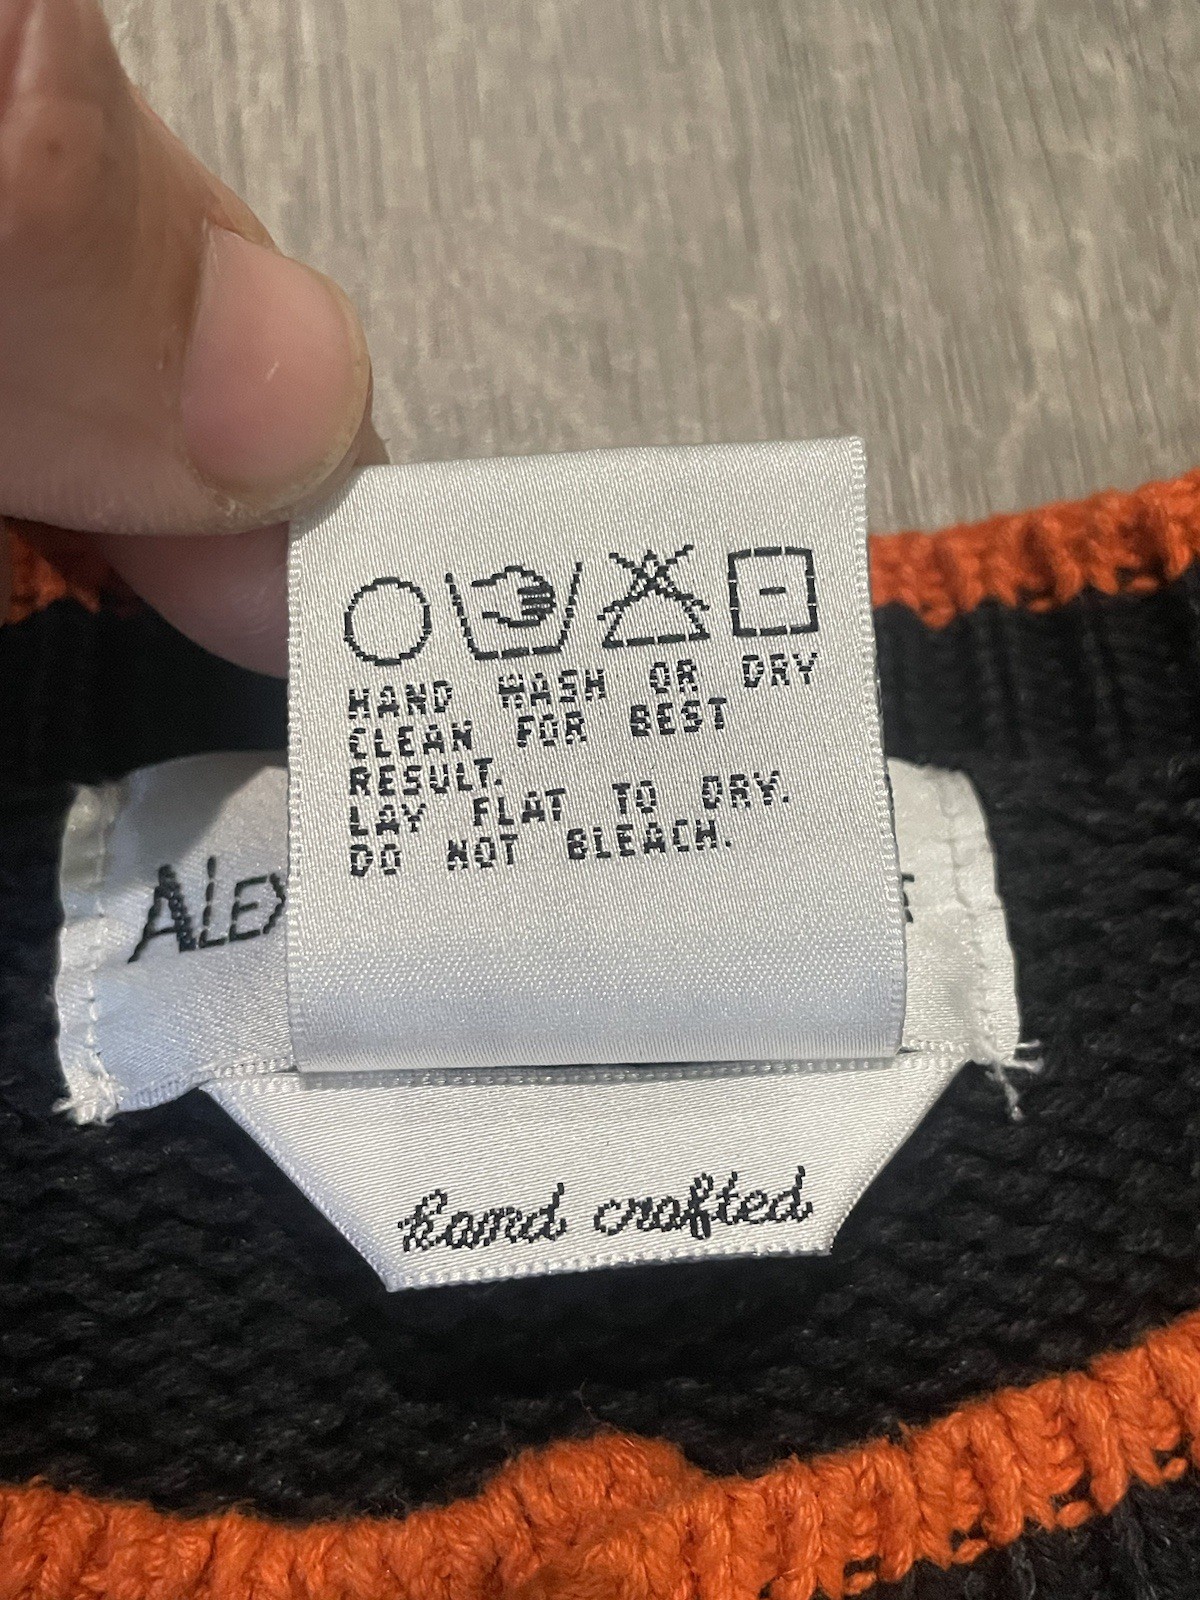 HAND WASH OR DRY
CLEAN FOR BEST
RESULT.
LAY FLAT TO DRY.
DO NOT BLEACH.
hand crafted